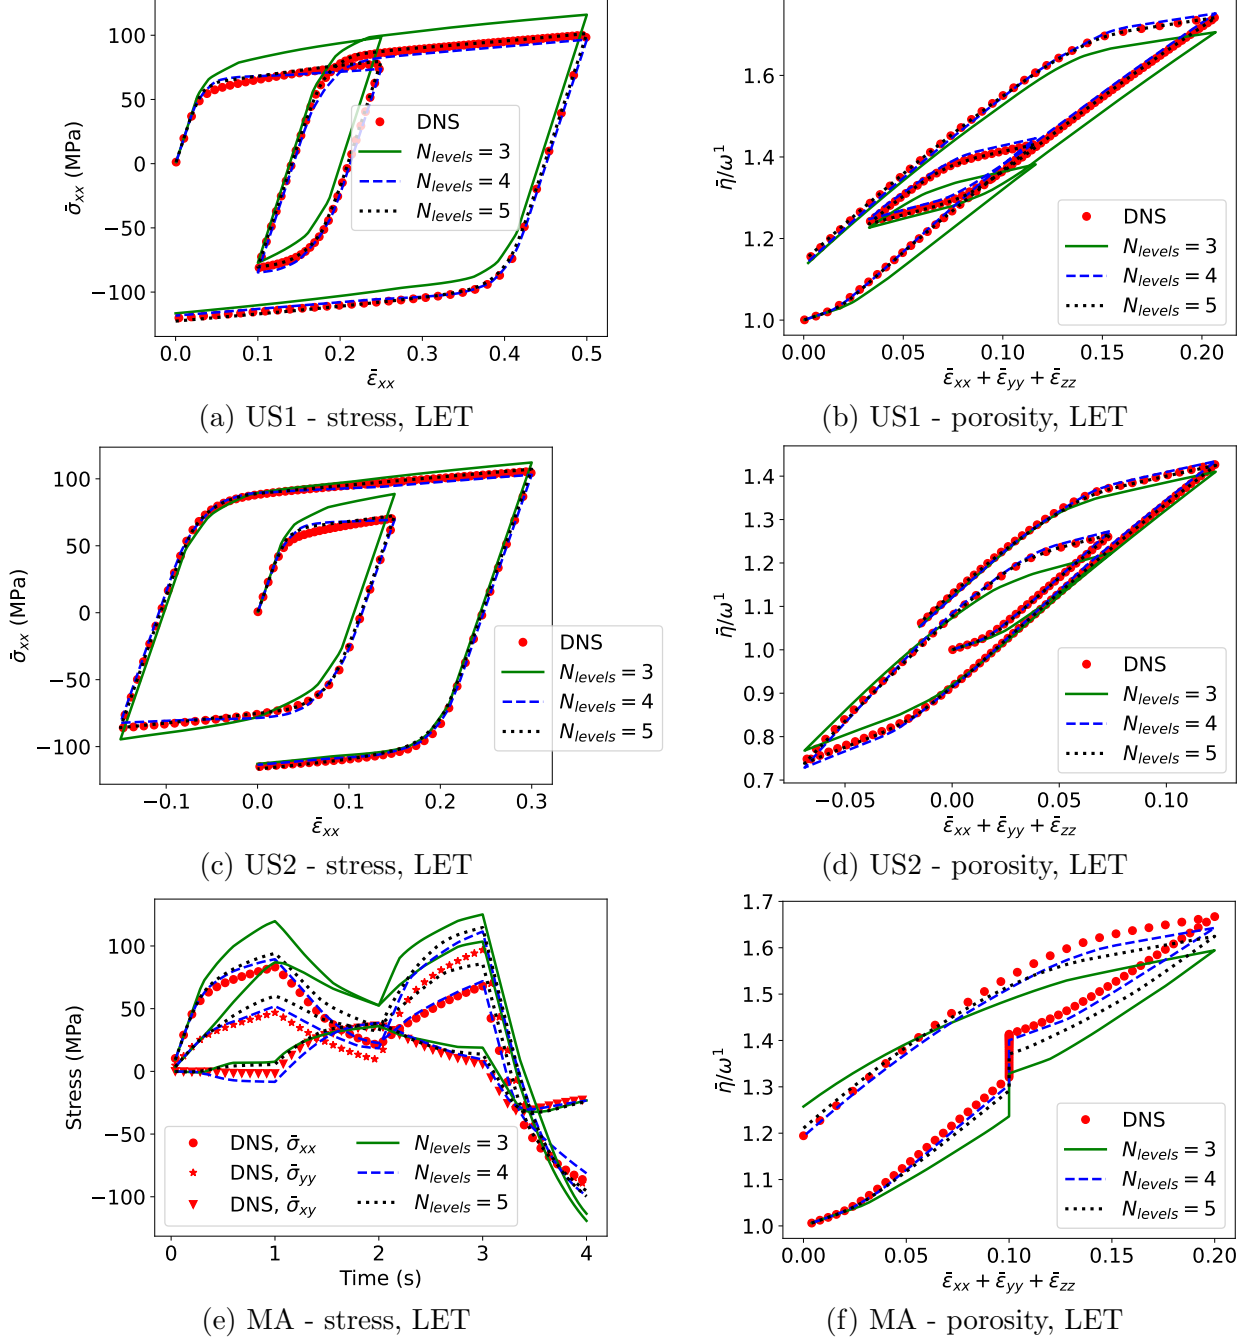 100
50
0
−50
−100
σ̄xx (MPa)
0.0 0.1 0.2 0.3 0.4 0.5
ε̄xx
DNS
Nlevels = 3
Nlevels = 4
Nlevels = 5
(a) US1 - stress, LET
1.6
1.4
1.2
1.0
η̄/ω¹
0.00 0.05 0.10 0.15 0.20
ε̄xx + ε̄yy + ε̄zz
DNS
Nlevels = 3
Nlevels = 4
Nlevels = 5
(b) US1 - porosity, LET
100
50
0
−50
−100
σ̄xx (MPa)
−0.1 0.0 0.1 0.2 0.3
ε̄xx
DNS
Nlevels = 3
Nlevels = 4
Nlevels = 5
(c) US2 - stress, LET
1.4
1.3
1.2
1.1
1.0
0.9
0.8
0.7
η̄/ω¹
−0.05 0.00 0.05 0.10
ε̄xx + ε̄yy + ε̄zz
DNS
Nlevels = 3
Nlevels = 4
Nlevels = 5
(d) US2 - porosity, LET
100
50
0
−50
−100
Stress (MPa)
0 1 2 3 4
Time (s)
DNS, σ̄xx
DNS, σ̄yy
DNS, σ̄xy
Nlevels = 3
Nlevels = 4
Nlevels = 5
(e) MA - stress, LET
1.7
1.6
1.5
1.4
1.3
1.2
1.1
1.0
η̄/ω¹
0.00 0.05 0.10 0.15 0.20
ε̄xx + ε̄yy + ε̄zz
DNS
Nlevels = 3
Nlevels = 4
Nlevels = 5
(f) MA - porosity, LET